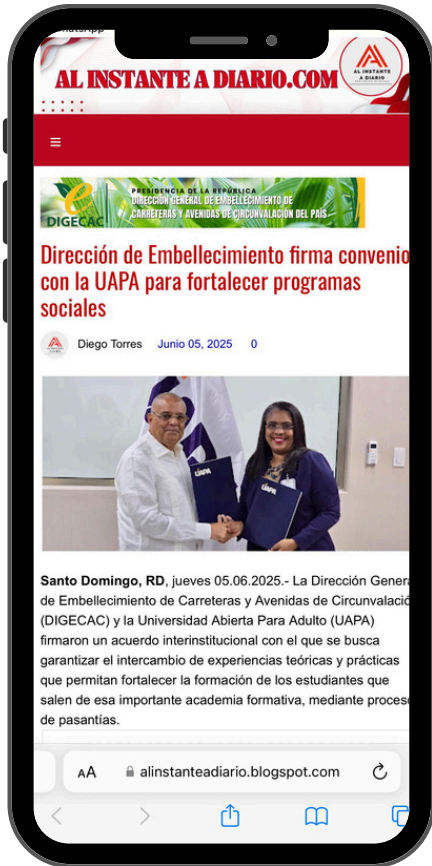 WhatsApp
AL INSTANTE A DIARIO.COM
AL INSTANTE
A DIARIO
≡
DIGECAC
PRESIDENCIA DE LA REPÚBLICA
DIRECCIÓN GENERAL DE EMBELLECIMIENTO DE
CARRETERAS Y AVENIDAS DE CIRCUNVALACIÓN DEL PAÍS
Dirección de Embellecimiento firma convenio
con la UAPA para fortalecer programas
sociales
Diego Torres Junio 05, 2025 0
UAPA
UAPA
Santo Domingo, RD, jueves 05.06.2025.- La Dirección Genera
de Embellecimiento de Carreteras y Avenidas de Circunvalació
(DIGECAC) y la Universidad Abierta Para Adulto (UAPA)
firmaron un acuerdo interinstitucional con el que se busca
garantizar el intercambio de experiencias teóricas y prácticas
que permitan fortalecer la formación de los estudiantes que
salen de esa importante academia formativa, mediante proceso
de pasantías.
AA alinstanteadiario.blogspot.com